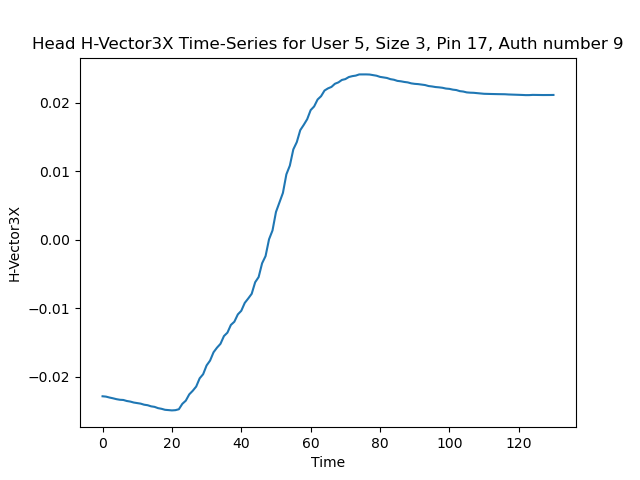 Head H-Vector3X Time-Series for User 5, Size 3, Pin 17, Auth number 9
0.02
0.01
0.00
−0.01
−0.02
H-Vector3X
0 20 40 60 80 100 120
Time